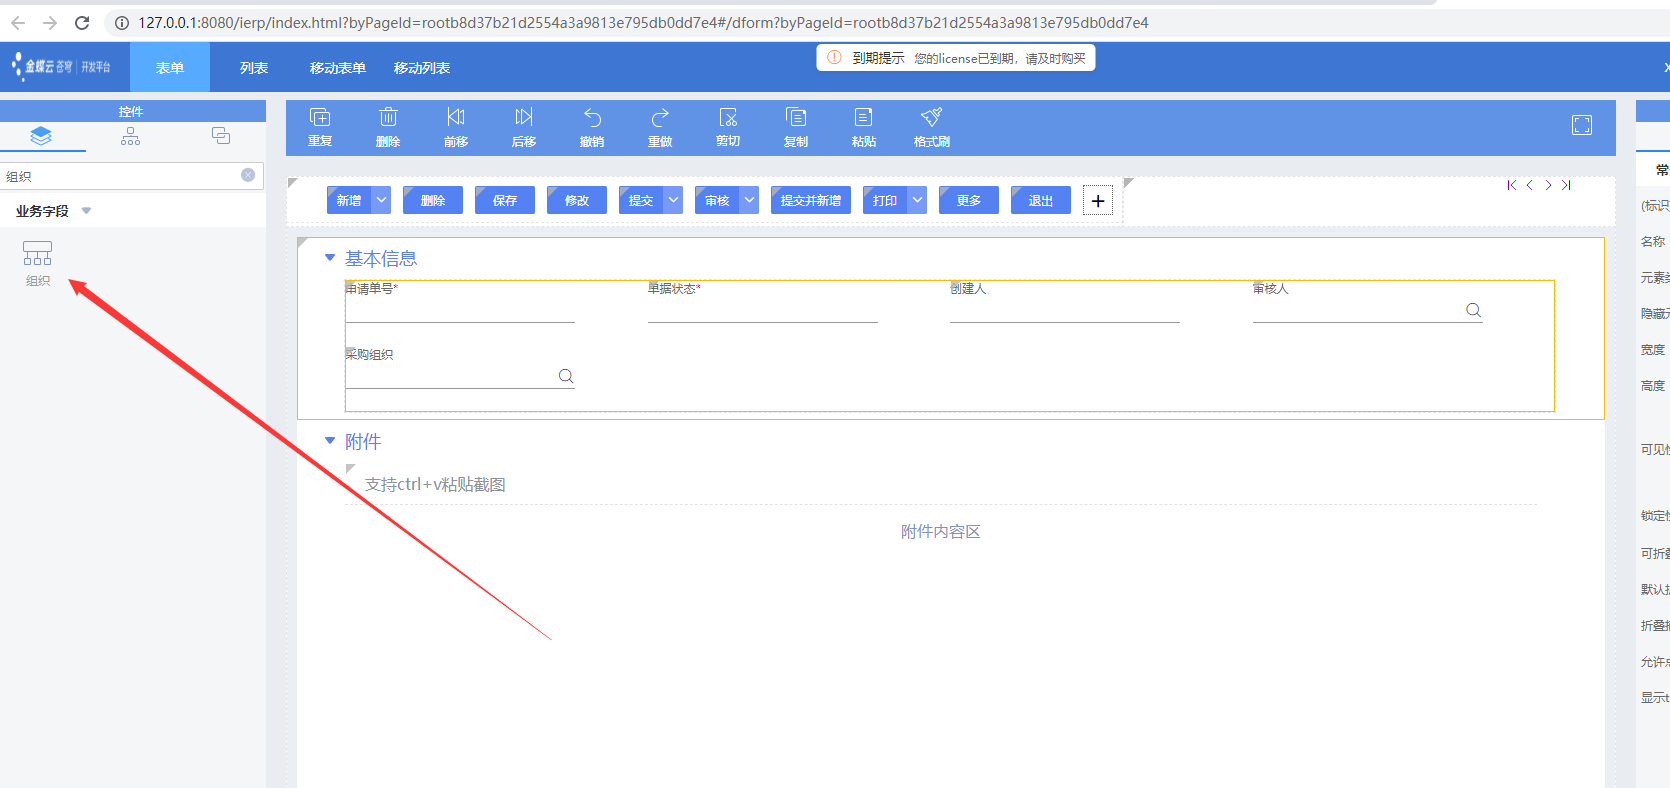 127.0.0.1:8080/ierp/index.html?byPageId=rootb8d37b21d2554a3a9813e795db0dd7e4#/dform?byPageId=rootb8d37b21d2554a3a9813e795db0dd7e4
金蝶云 苍穹 | 开发平台
表单 列表 移动表单 移动列表
到期提示 您的license已到期，请及时购买
控件
重复 删除 前移 后移 撤销 重做 剪切 复制 粘贴 格式刷
组织
业务字段
组织
新增 删除 保存 修改 提交 审核 提交并新增 打印 更多 退出 +
基本信息
申请单号* 单据状态* 创建人 审核人
采购组织
附件
支持ctrl+v粘贴截图
附件内容区
常
(标识
名称
元素类
隐藏
宽度
高度
可见性
锁定性
可折叠
默认折
折叠
允许点
显示t